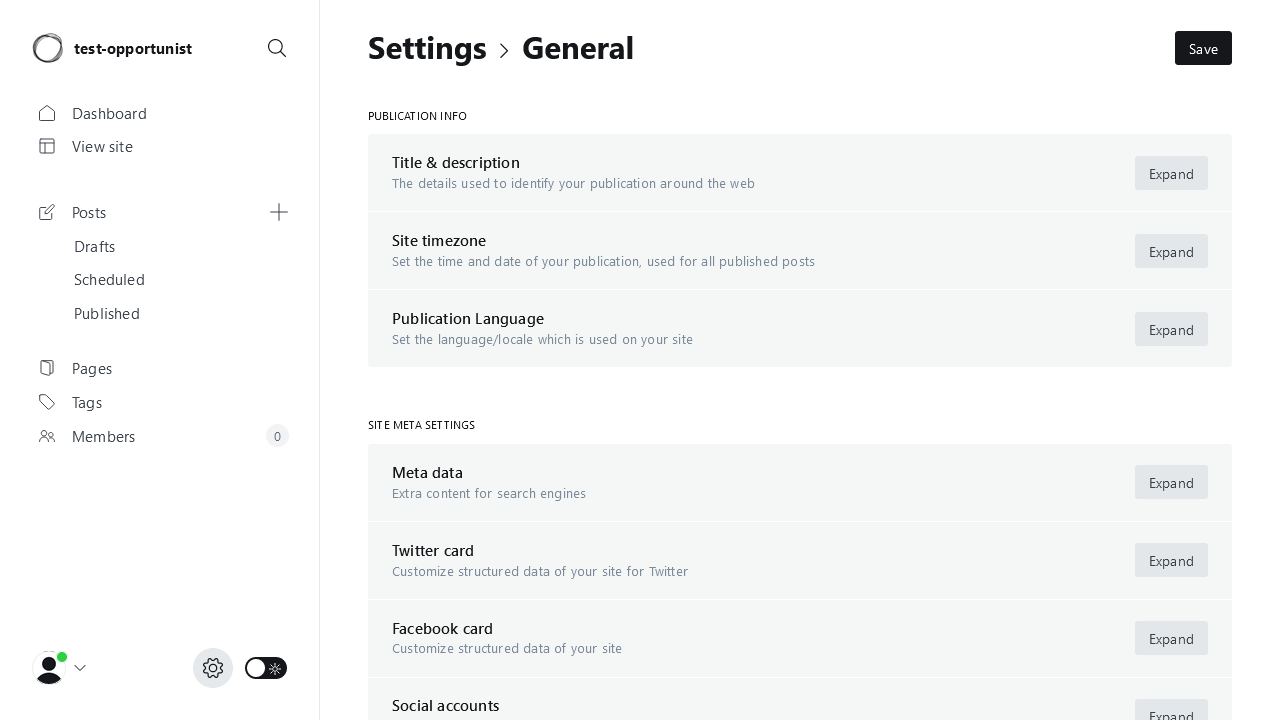 test-opportunist
Dashboard
View site
Posts
Drafts
Scheduled
Published
Pages
Tags
Members
0
Settings > General
Save
PUBLICATION INFO
Title & description
The details used to identify your publication around the web
Expand
Site timezone
Set the time and date of your publication, used for all published posts
Expand
Publication Language
Set the language/locale which is used on your site
Expand
SITE META SETTINGS
Meta data
Extra content for search engines
Expand
Twitter card
Customize structured data of your site for Twitter
Expand
Facebook card
Customize structured data of your site
Expand
Social accounts
Expand